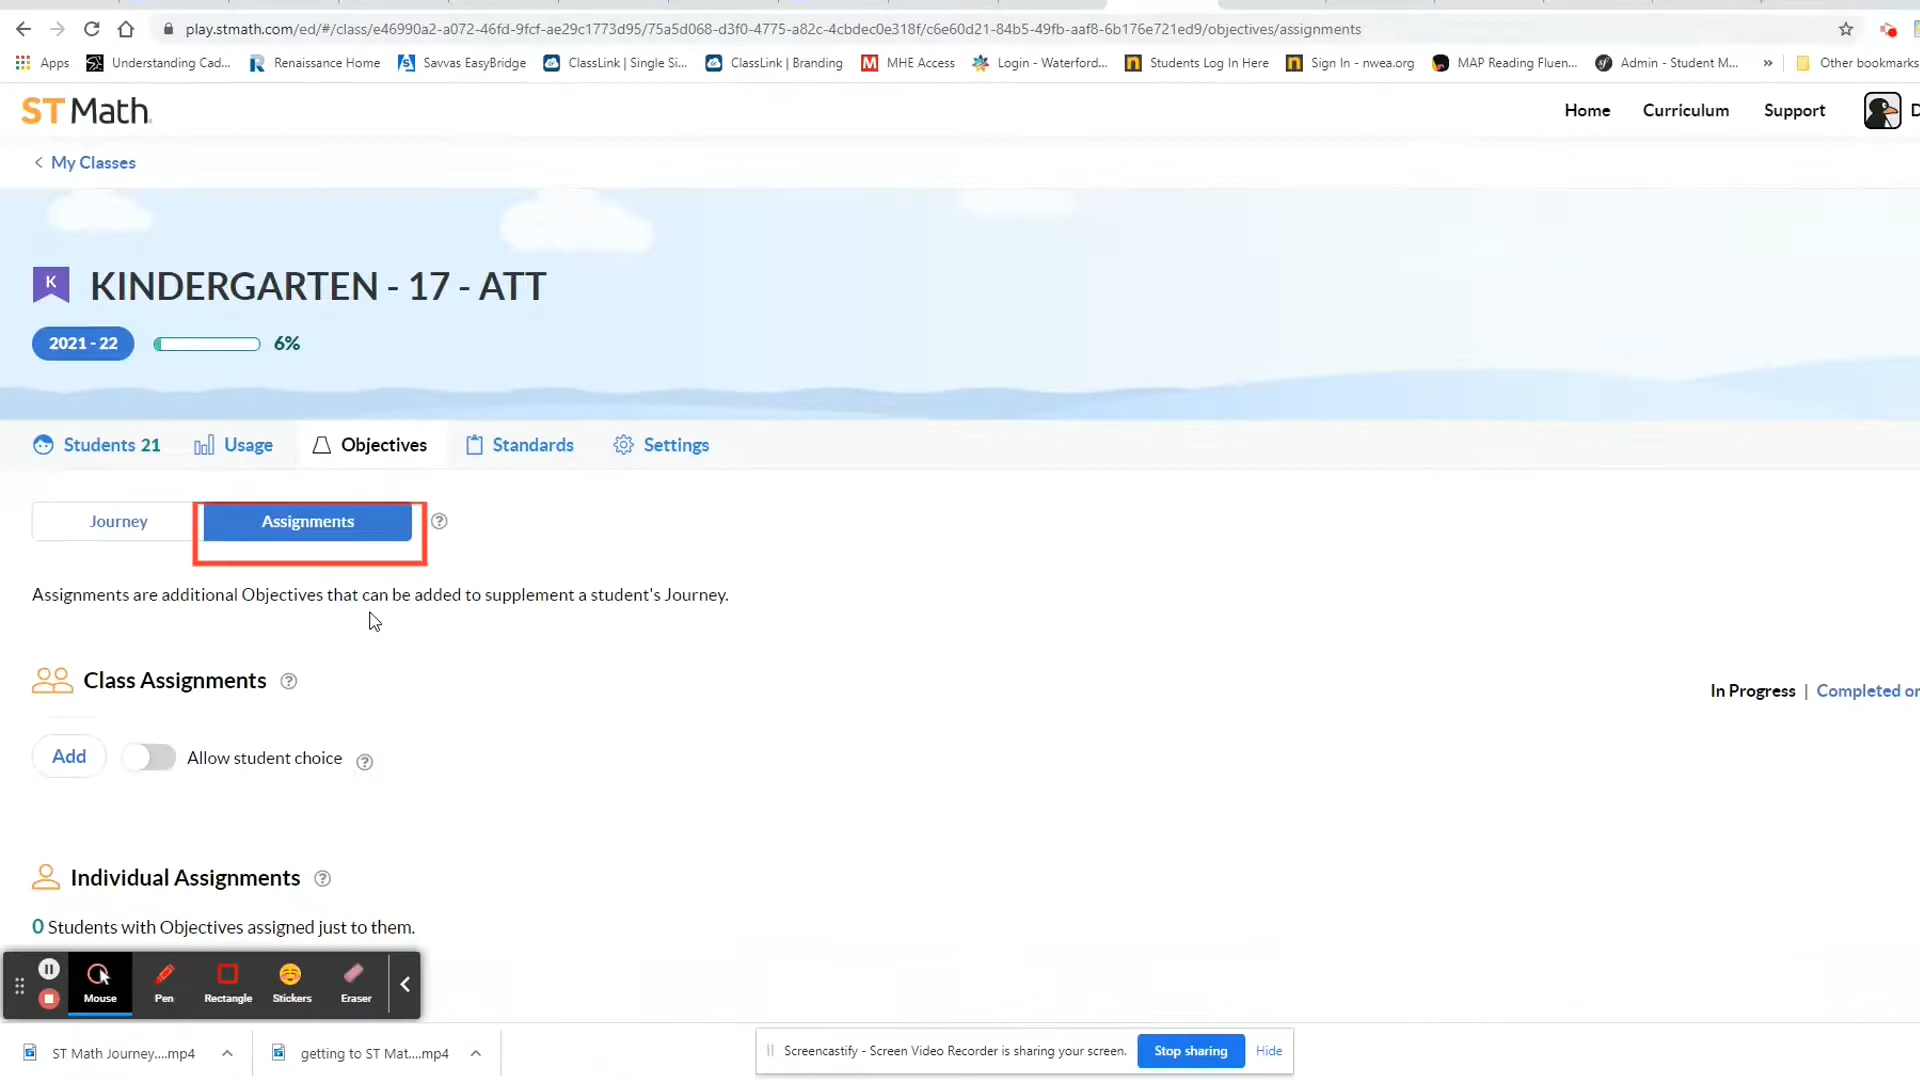 play.stmath.com/ed/#/class/e46990a2-a072-46fd-9fcf-ae29c1773d95/75a5d068-d3f0-4775-a82c-4cbdec0e318f/c6e60d21-84b5-49fb-aaf8-6b176e721ed9/objectives/assignments
Apps Understanding Cad... Renaissance Home Savvas EasyBridge ClassLink | Single Si... ClassLink | Branding MHE Access Login - Waterford... Students Log In Here Sign In - nwea.org MAP Reading Fluen... Admin - Student M... » Other bookmarks
ST Math. Home Curriculum Support D
< My Classes
K KINDERGARTEN - 17 - ATT
2021 - 22 6%
Students 21 Usage Objectives Standards Settings
Journey Assignments ?
Assignments are additional Objectives that can be added to supplement a student's Journey.
Class Assignments ? In Progress | Completed or
Add Allow student choice ?
Individual Assignments ?
0 Students with Objectives assigned just to them.
Mouse Pen Rectangle Stickers Eraser
ST Math Journey....mp4 getting to ST Mat....mp4 Screencastify - Screen Video Recorder is sharing your screen. Stop sharing Hide